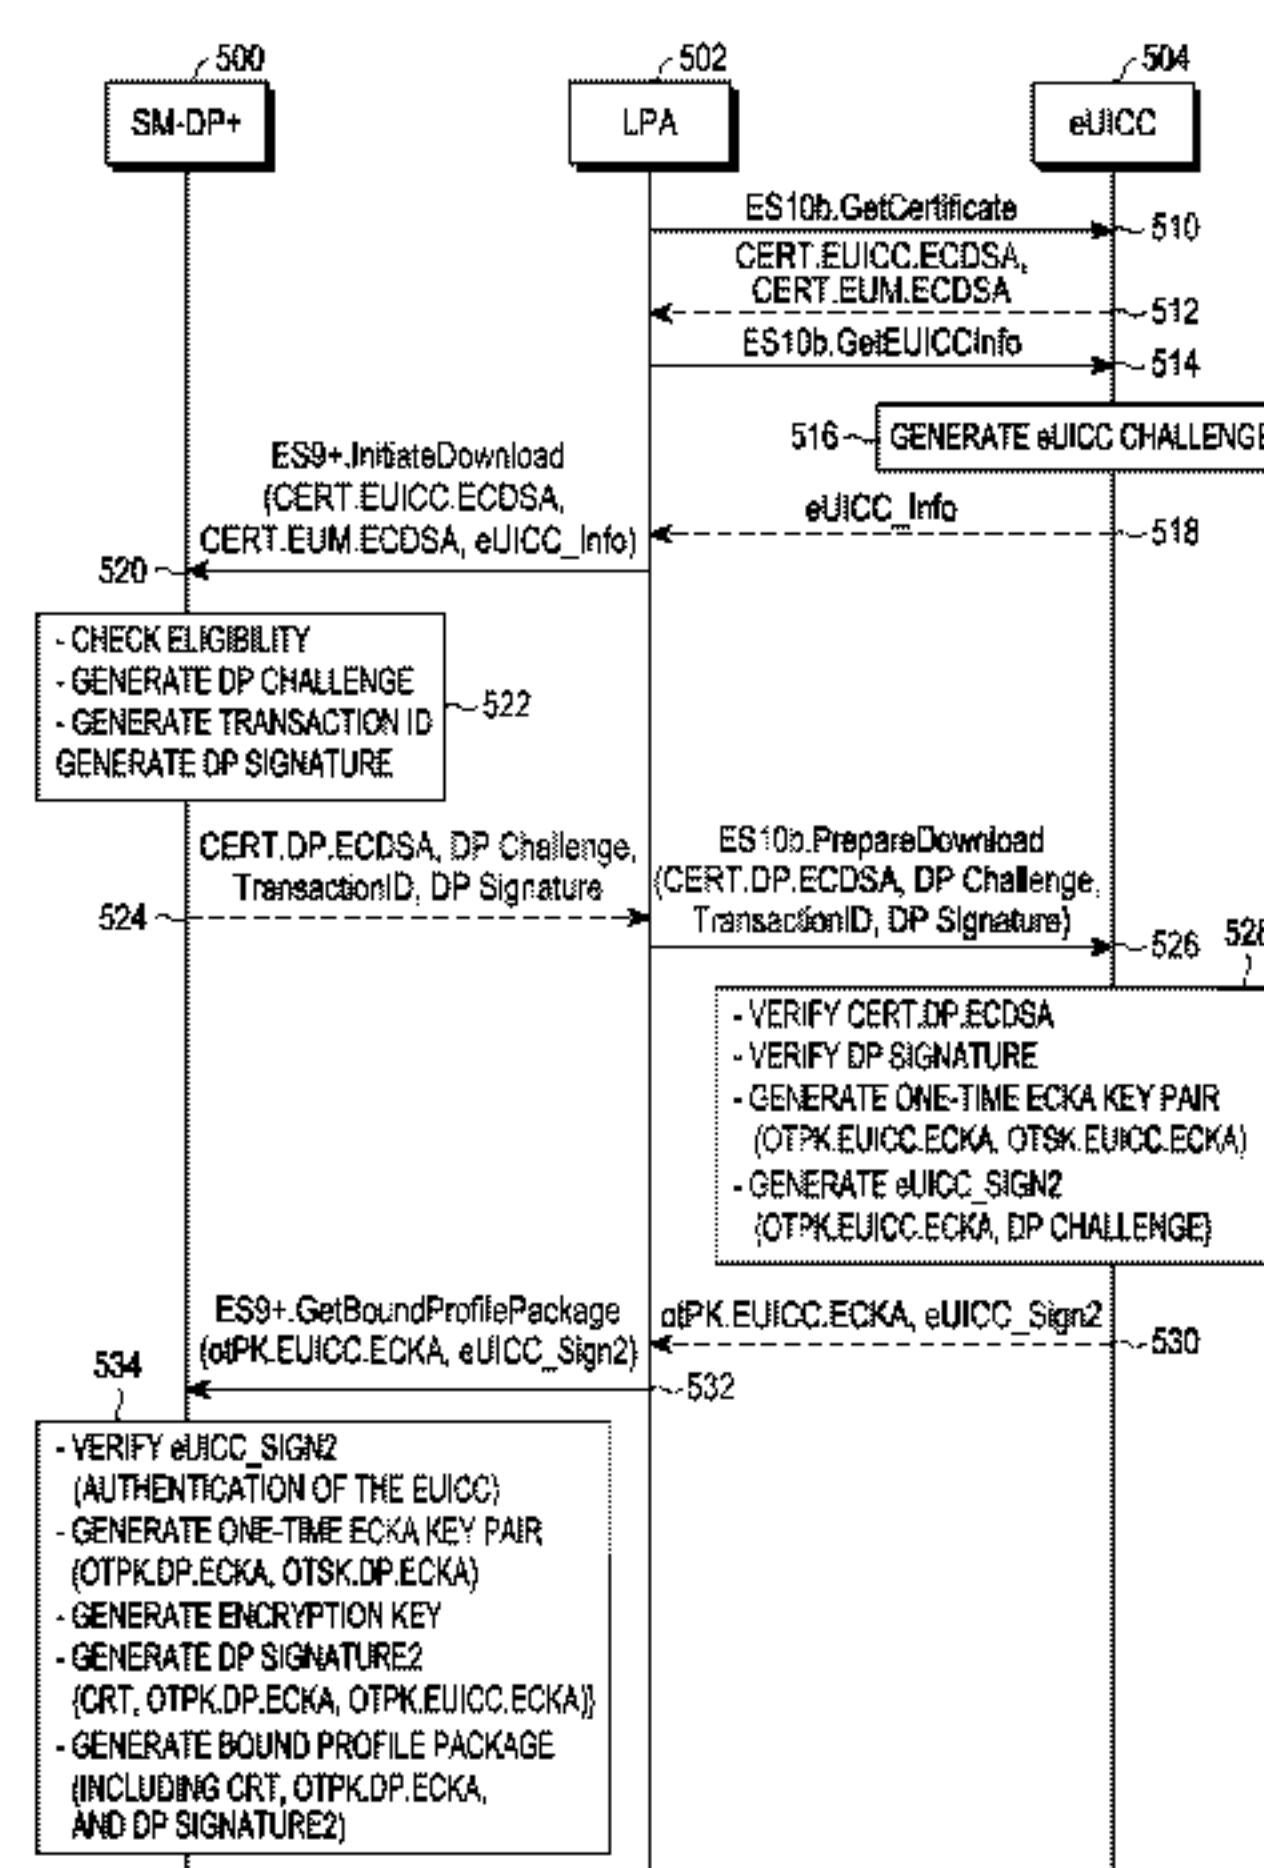 500
502
504
SM-DP+
LPA
eUICC
ES10b.GetCertificate
510
CERT.EUICC.ECDSA,
CERT.EUM.ECDSA
512
ES10b.GetEUICCInfo
514
516
GENERATE eUICC CHALLENGE
ES9+.InitiateDownload
(CERT.EUICC.ECDSA,
CERT.EUM.ECDSA, eUICC_Info)
eUICC_Info
518
520
- CHECK ELIGIBILITY
- GENERATE DP CHALLENGE
- GENERATE TRANSACTION ID
GENERATE DP SIGNATURE
522
CERT.DP.ECDSA, DP Challenge,
TransactionID, DP Signature
524
ES10b.PrepareDownload
(CERT.DP.ECDSA, DP Challenge,
TransactionID, DP Signature)
526
528
- VERIFY CERT.DP.ECDSA
- VERIFY DP SIGNATURE
- GENERATE ONE-TIME ECKA KEY PAIR
(OTPK.EUICC.ECKA, OTSK.EUICC.ECKA)
- GENERATE eUICC_SIGN2
{OTPK.EUICC.ECKA, DP CHALLENGE}
otPK.EUICC.ECKA, eUICC_Sign2
530
ES9+.GetBoundProfilePackage
(otPK.EUICC.ECKA, eUICC_Sign2)
532
534
- VERIFY eUICC_SIGN2
(AUTHENTICATION OF THE EUICC)
- GENERATE ONE-TIME ECKA KEY PAIR
(OTPK.DP.ECKA, OTSK.DP.ECKA)
- GENERATE ENCRYPTION KEY
- GENERATE DP SIGNATURE2
{CRT, OTPK.DP.ECKA, OTPK.EUICC.ECKA)}
- GENERATE BOUND PROFILE PACKAGE
(INCLUDING CRT, OTPK.DP.ECKA,
AND DP SIGNATURE2)